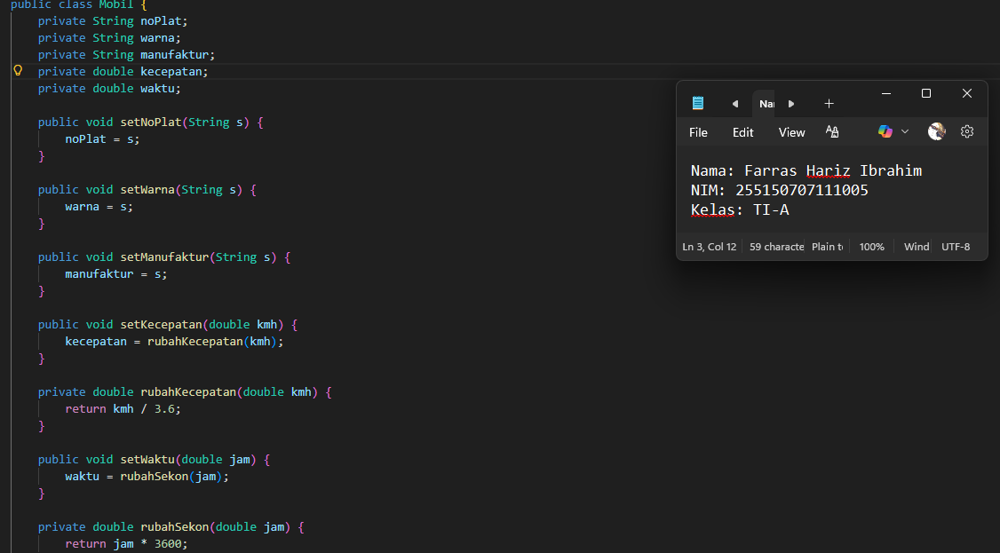 public class Mobil {
    private String noPlat;
    private String warna;
    private String manufaktur;
    private double kecepatan;
    private double waktu;

    public void setNoPlat(String s) {
        noPlat = s;
    }

    public void setWarna(String s) {
        warna = s;
    }

    public void setManufaktur(String s) {
        manufaktur = s;
    }

    public void setKecepatan(double kmh) {
        kecepatan = rubahKecepatan(kmh);
    }

    private double rubahKecepatan(double kmh) {
        return kmh / 3.6;
    }

    public void setWaktu(double jam) {
        waktu = rubahSekon(jam);
    }

    private double rubahSekon(double jam) {
        return jam * 3600;
Nar
File Edit View
Nama: Farras Hariz Ibrahim
NIM: 255150707111005
Kelas: TI-A
Ln 3, Col 12 59 characte Plain t 100% Wind UTF-8